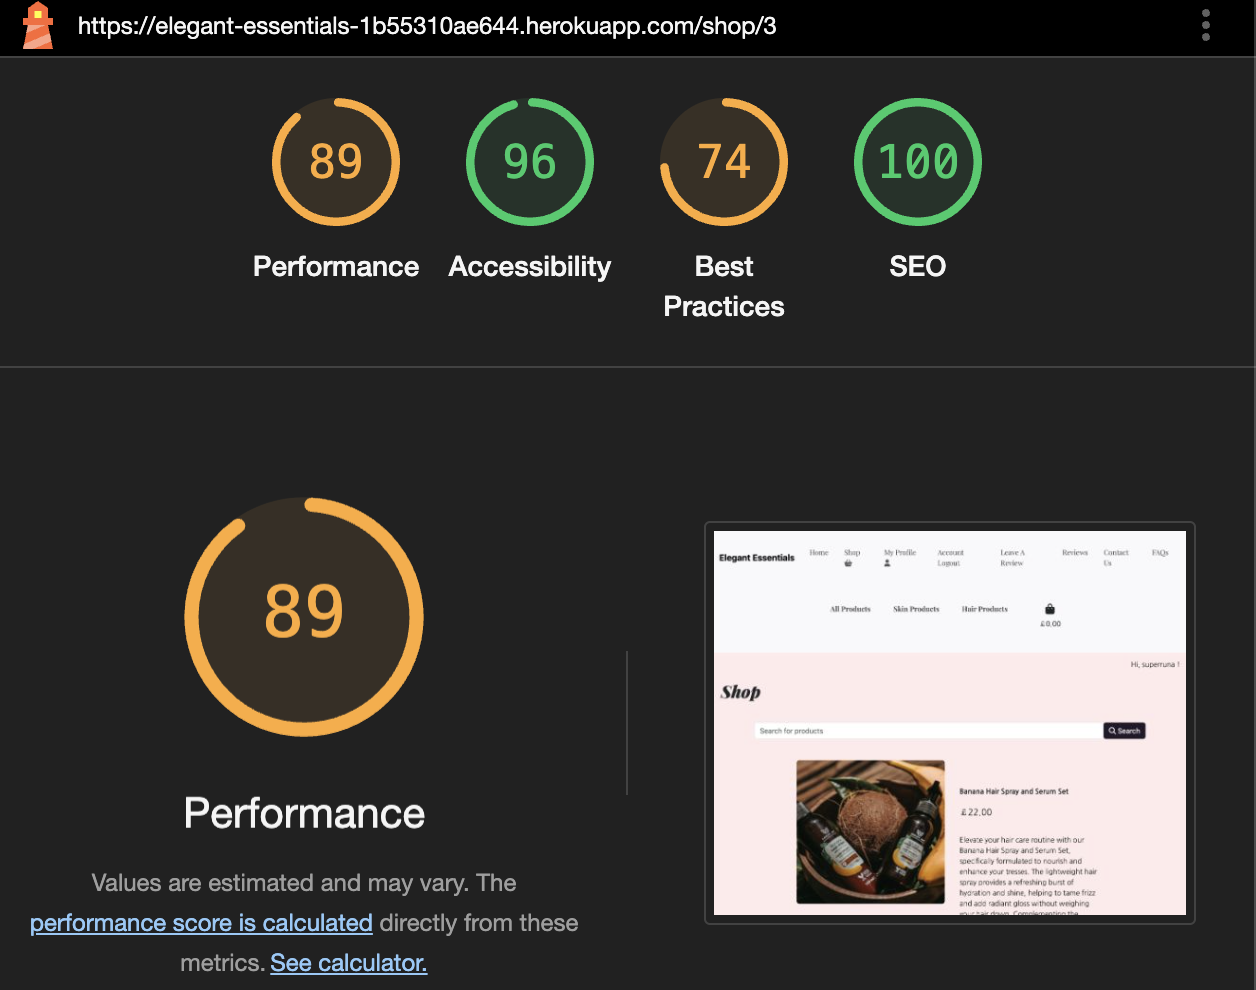 https://elegant-essentials-1b55310ae644.herokuapp.com/shop/3
89
96
74
100
Performance
Accessibility
Best
Practices
SEO
89
Performance
Values are estimated and may vary. The
performance score is calculated directly from these
metrics. See calculator.
Elegant Essentials
Home
Shop
My Profile
Account
Logout
Leave A
Review
Reviews
Contact
Us
FAQs
All Products
Skin Products
Hair Products
£0.00
Hi, superruna !
Shop
Search for products
Search
Banana Hair Spray and Serum Set
£22.00
Elevate your hair care routine with our
Banana Hair Spray and Serum Set,
specifically formulated to nourish and
enhance your tresses. The lightweight hair
spray provides a refreshing burst of
hydration and shine, helping to tame frizz
and add radiant gloss without weighing
your hair down. Complementing the